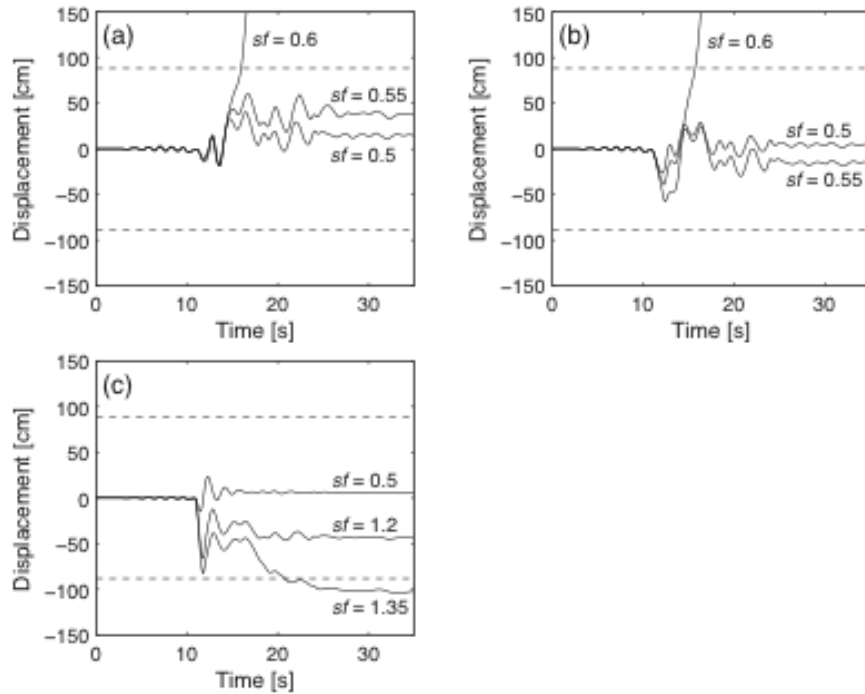 (a)
sf = 0.6
sf = 0.55
sf = 0.5
150
100
50
0
−50
−100
−150
Displacement [cm]
0 10 20 30
Time [s]
(b)
sf = 0.6
sf = 0.5
sf = 0.55
150
100
50
0
−50
−100
−150
Displacement [cm]
0 10 20 30
Time [s]
(c)
sf = 0.5
sf = 1.2
sf = 1.35
150
100
50
0
−50
−100
−150
Displacement [cm]
0 10 20 30
Time [s]